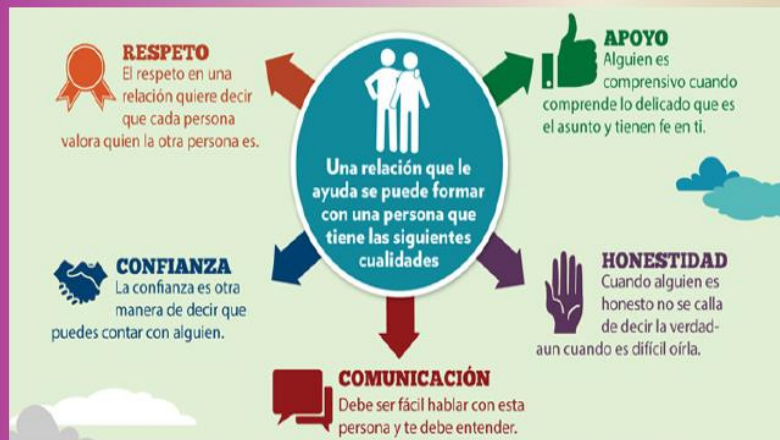 RESPETO
El respeto en una
relación quiere decir
que cada persona
valora quien la otra persona es.
APOYO
Alguien es
comprensivo cuando
comprende lo delicado que es
el asunto y tienen fe en ti.
Una relación que le
ayuda se puede formar
con una persona que
tiene las siguientes
cualidades
CONFIANZA
La confianza es otra
manera de decir que
puedes contar con alguien.
HONESTIDAD
Cuando alguien es
honesto no se calla
de decir la verdad-
aun cuando es difícil oírla.
COMUNICACIÓN
Debe ser fácil hablar con esta
persona y te debe entender.